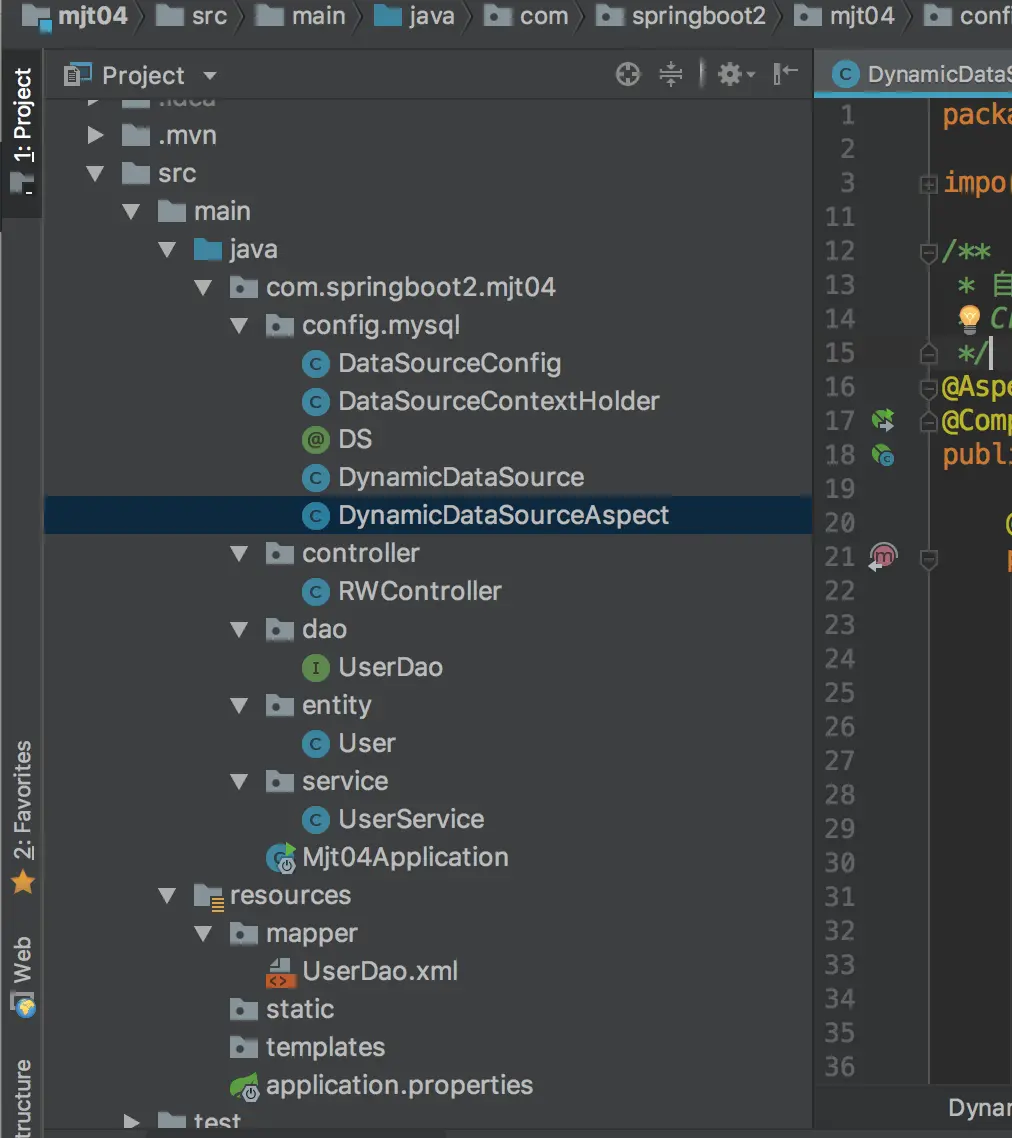 mjt04 src main java com springboot2 mjt04
1: Project
Project
.idea
.mvn
src
main
java
com.springboot2.mjt04
config.mysql
DataSourceConfig
DataSourceContextHolder
DS
DynamicDataSource
DynamicDataSourceAspect
controller
RWController
dao
UserDao
entity
User
service
UserService
Mjt04Application
resources
mapper
UserDao.xml
static
templates
application.properties
test
2: Favorites
Web
tructure
DynamicDataS
1 packa
2
3 impor
11
12 /**
13 * 自
14
15 */
16 @Aspe
17 @Comp
18 publi
19
20 @
21
22
23
24
25
26
27
28
29
30
31
32
33
34
35
36
Dynar